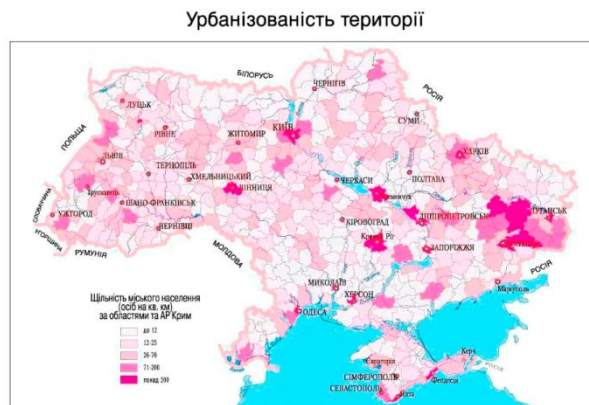 Урбанізованість території
БІЛОРУСЬ
ЧЕРНІГІВ
РОСІЯ
ЛУЦЬК
РІВНЕ
ЖИТОМИР
КИЇВ
СУМИ
ПОЛЬЩА
ЛЬВІВ
ХАРКІВ
ТЕРНОПІЛЬ
ХМЕЛЬНИЦЬКИЙ
ВІННИЦЯ
ЧЕРКАСИ
ПОЛТАВА
Трускавець
СЛОВАЧЧИНА
УЖГОРОД
ІВАНО-ФРАНКІВСЬК
ЧЕРНІВЦІ
КІРОВОГРАД
ДНІПРОПЕТРОВСЬК
ЛУГАНСЬК
УГОРЩИНА
РУМУНІЯ
МОЛДОВА
Кривий Ріг
ЗАПОРІЖЖЯ
РОСІЯ
МИКОЛАЇВ
ХЕРСОН
Маріуполь
ОДЕСА
Щільність міського населення
(осіб на кв. км)
за областями та АР Крим
до 12
12-25
26-70
71-200
понад 200
Євпаторія
Керч
СІМФЕРОПОЛЬ
Феодосія
СЕВАСТОПОЛЬ
Ялта